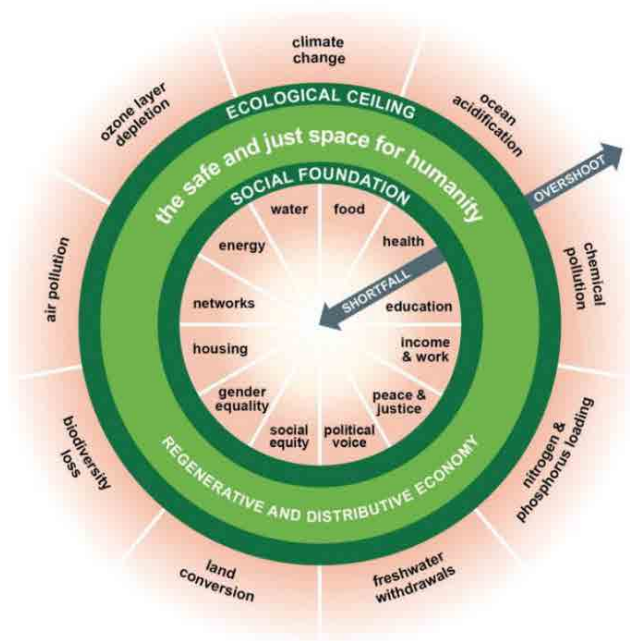 climate
change
ocean
acidification
chemical
pollution
nitrogen &
phosphorus loading
freshwater
withdrawals
land
conversion
biodiversity
loss
air pollution
ozone layer
depletion
OVERSHOOT
ECOLOGICAL CEILING
the safe and just space for humanity
SOCIAL FOUNDATION
water
food
health
SHORTFALL
education
income
& work
peace &
justice
political
voice
social
equity
gender
equality
housing
networks
energy
REGENERATIVE AND DISTRIBUTIVE ECONOMY